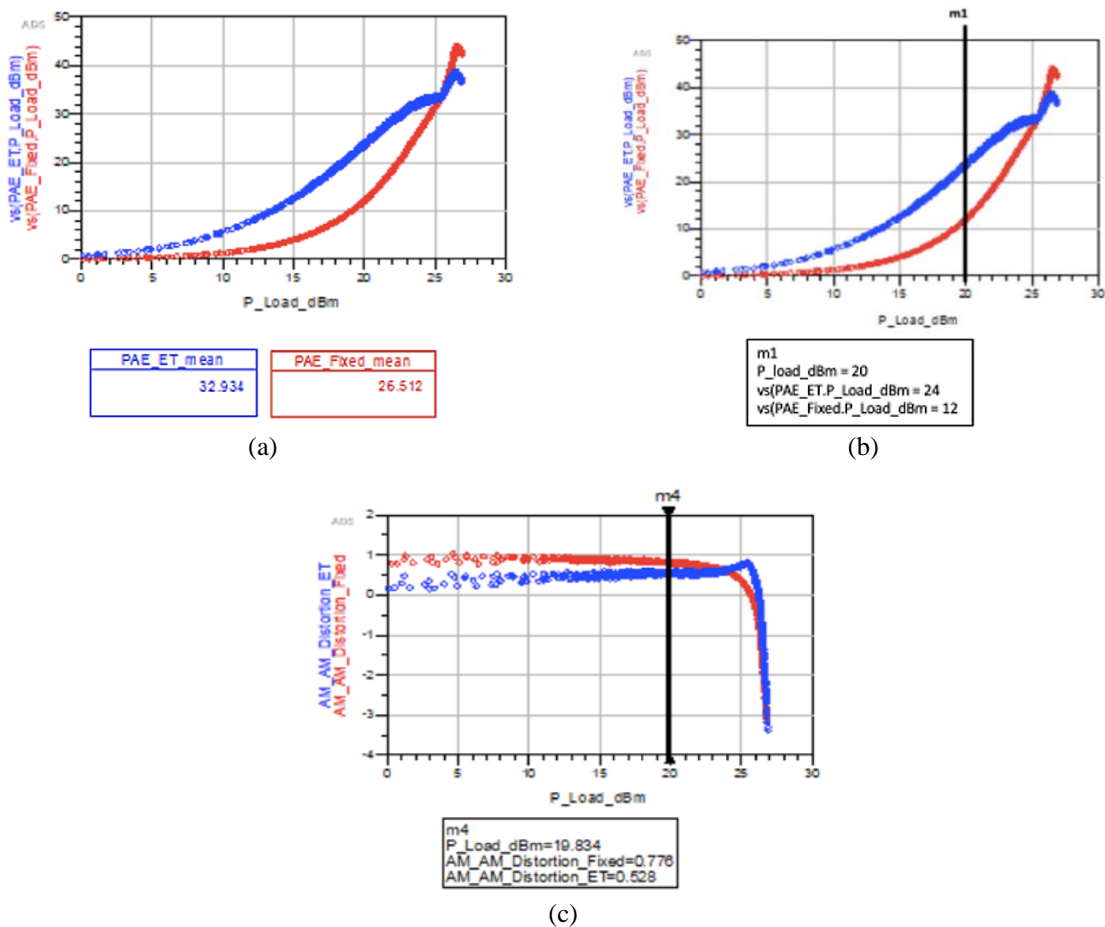 ADS
vs(PAE_ET,P_Load_dBm)
vs(PAE_Fixed,P_Load_dBm)
50
40
30
20
10
0
0 5 10 15 20 25 30
P_Load_dBm
PAE_ET_mean
32.934
PAE_Fixed_mean
26.512
(a)
m1
ADS
vs(PAE_ET,P_Load_dBm)
vs(PAE_Fixed,P_Load_dBm)
50
40
30
20
10
0
0 5 10 15 20 25 30
P_Load_dBm
m1
P_load_dBm = 20
vs(PAE_ET.P_Load_dBm = 24
vs(PAE_Fixed.P_Load_dBm = 12
(b)
m4
ADS
AM_AM_Distortion_ET
AM_AM_Distortion_Fixed
2
1
0
-1
-2
-3
-4
0 5 10 15 20 25 30
P_Load_dBm
m4
P_Load_dBm=19.834
AM_AM_Distortion_Fixed=0.776
AM_AM_Distortion_ET=0.528
(c)